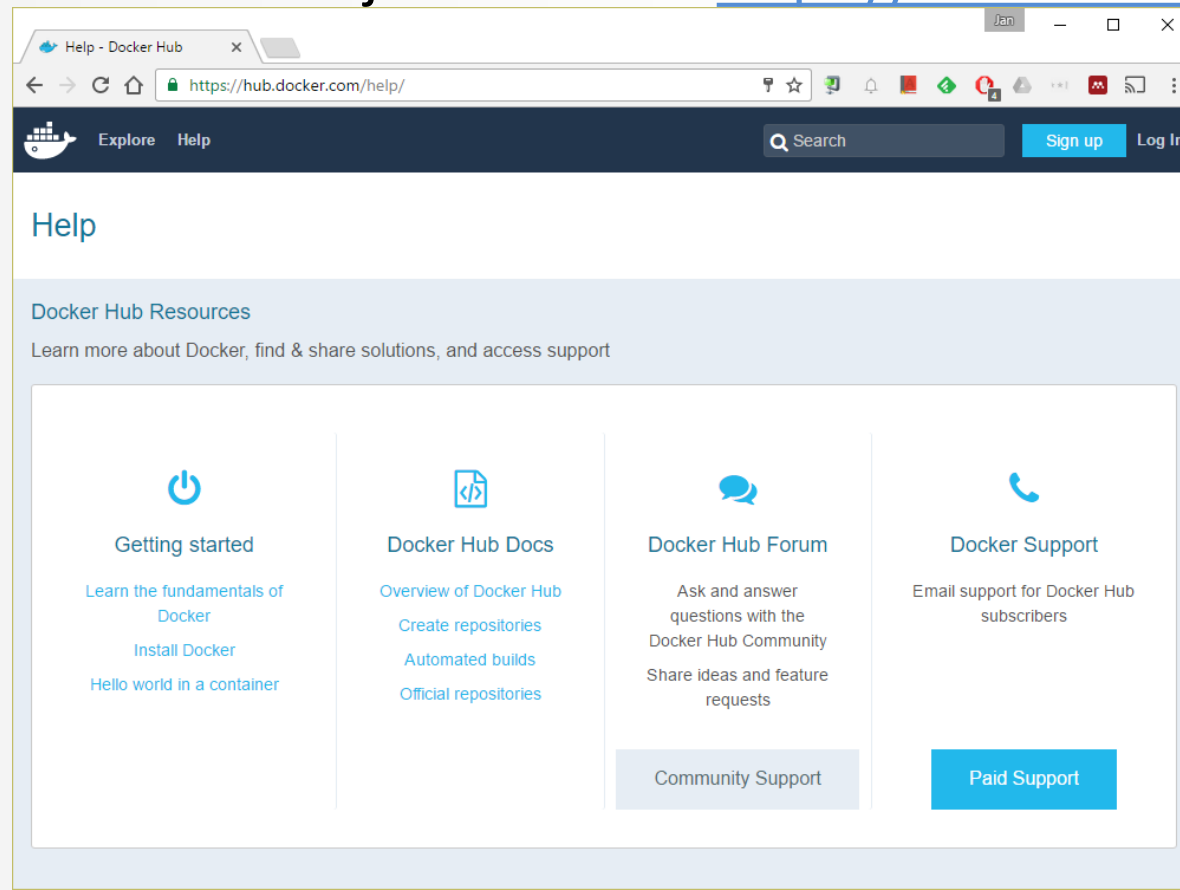 Jan
Help - Docker Hub
https://hub.docker.com/help/
4
Explore Help
Search
Sign up
Log In
Help
Docker Hub Resources
Learn more about Docker, find & share solutions, and access support
Getting started
Learn the fundamentals of
Docker
Install Docker
Hello world in a container
Docker Hub Docs
Overview of Docker Hub
Create repositories
Automated builds
Official repositories
Docker Hub Forum
Ask and answer
questions with the
Docker Hub Community
Share ideas and feature
requests
Community Support
Docker Support
Email support for Docker Hub
subscribers
Paid Support